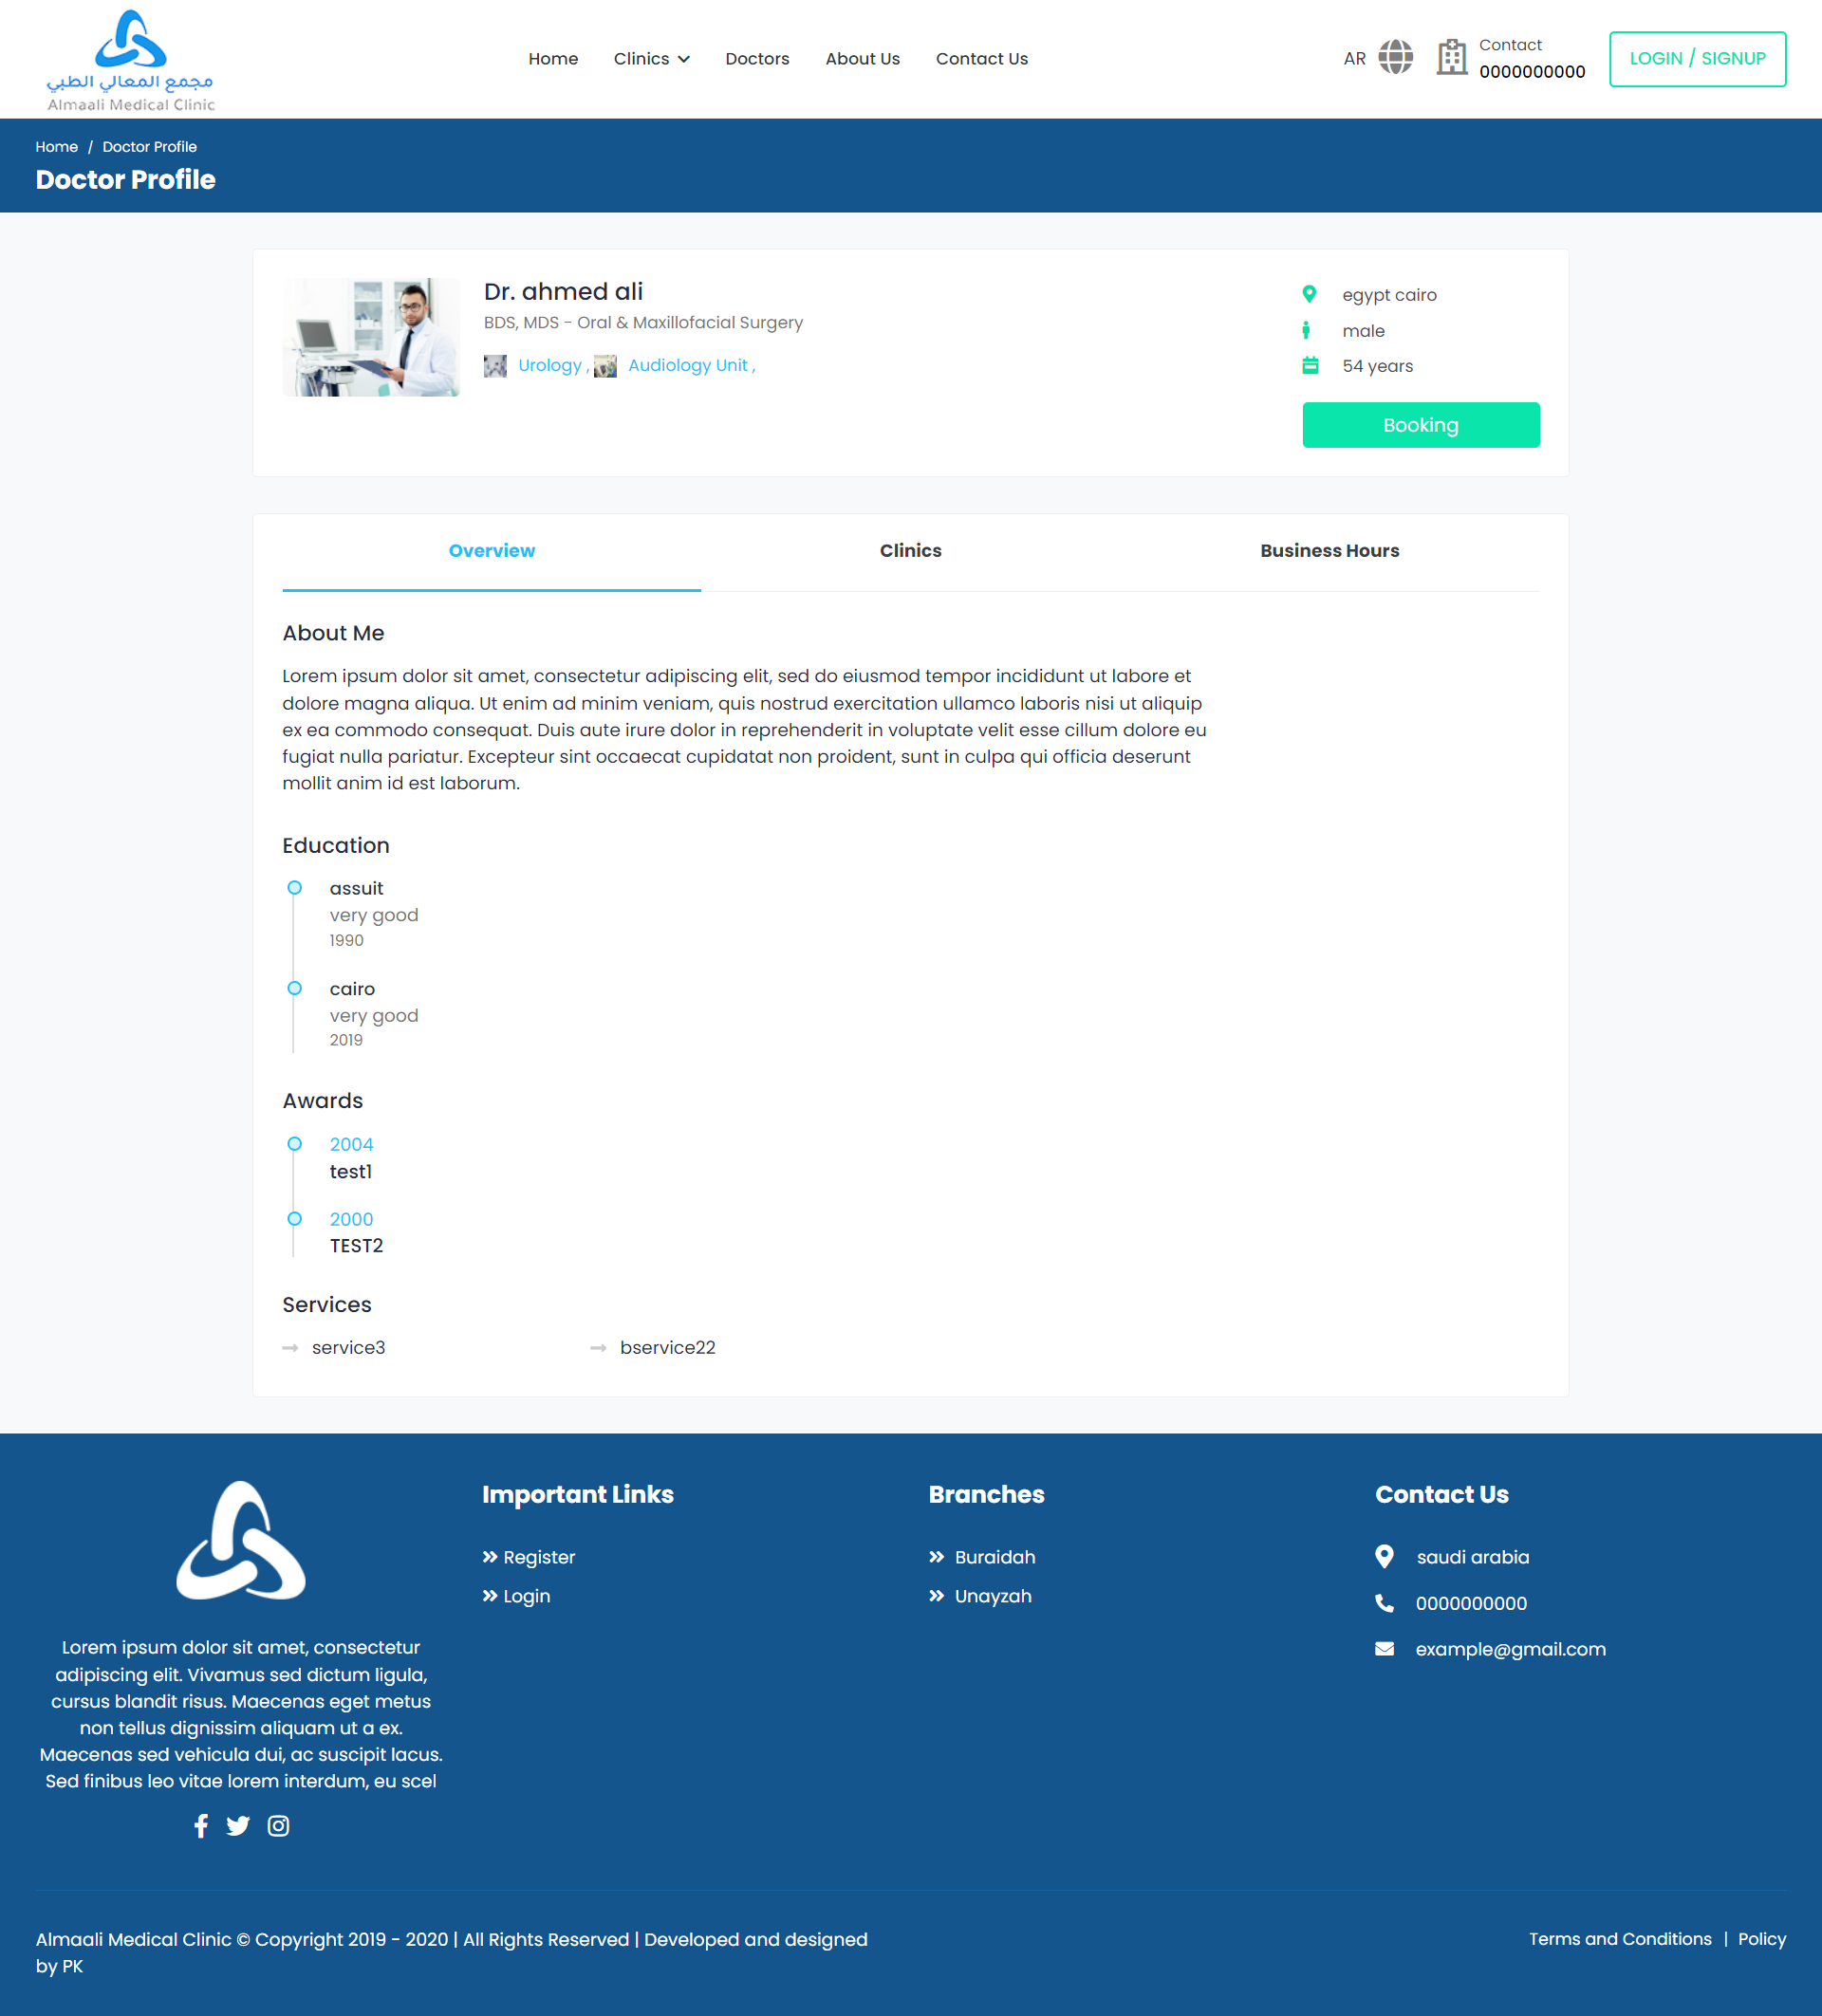 مجمع المعالي الطبي
Almaali Medical Clinic
Home
Clinics
Doctors
About Us
Contact Us
AR
Contact
0000000000
LOGIN / SIGNUP
Home / Doctor Profile
Doctor Profile
Dr. ahmed ali
BDS, MDS - Oral & Maxillofacial Surgery
Urology , Audiology Unit ,
egypt cairo
male
54 years
Booking
Overview
Clinics
Business Hours
About Me
Lorem ipsum dolor sit amet, consectetur adipiscing elit, sed do eiusmod tempor incididunt ut labore et
dolore magna aliqua. Ut enim ad minim veniam, quis nostrud exercitation ullamco laboris nisi ut aliquip
ex ea commodo consequat. Duis aute irure dolor in reprehenderit in voluptate velit esse cillum dolore eu
fugiat nulla pariatur. Excepteur sint occaecat cupidatat non proident, sunt in culpa qui officia deserunt
mollit anim id est laborum.
Education
assuit
very good
1990
cairo
very good
2019
Awards
2004
test1
2000
TEST2
Services
service3
bservice22
Lorem ipsum dolor sit amet, consectetur
adipiscing elit. Vivamus sed dictum ligula,
cursus blandit risus. Maecenas eget metus
non tellus dignissim aliquam ut a ex.
Maecenas sed vehicula dui, ac suscipit lacus.
Sed finibus leo vitae lorem interdum, eu scel
Important Links
Register
Login
Branches
Buraidah
Unayzah
Contact Us
saudi arabia
0000000000
example@gmail.com
Almaali Medical Clinic © Copyright 2019 - 2020 | All Rights Reserved | Developed and designed
by PK
Terms and Conditions | Policy